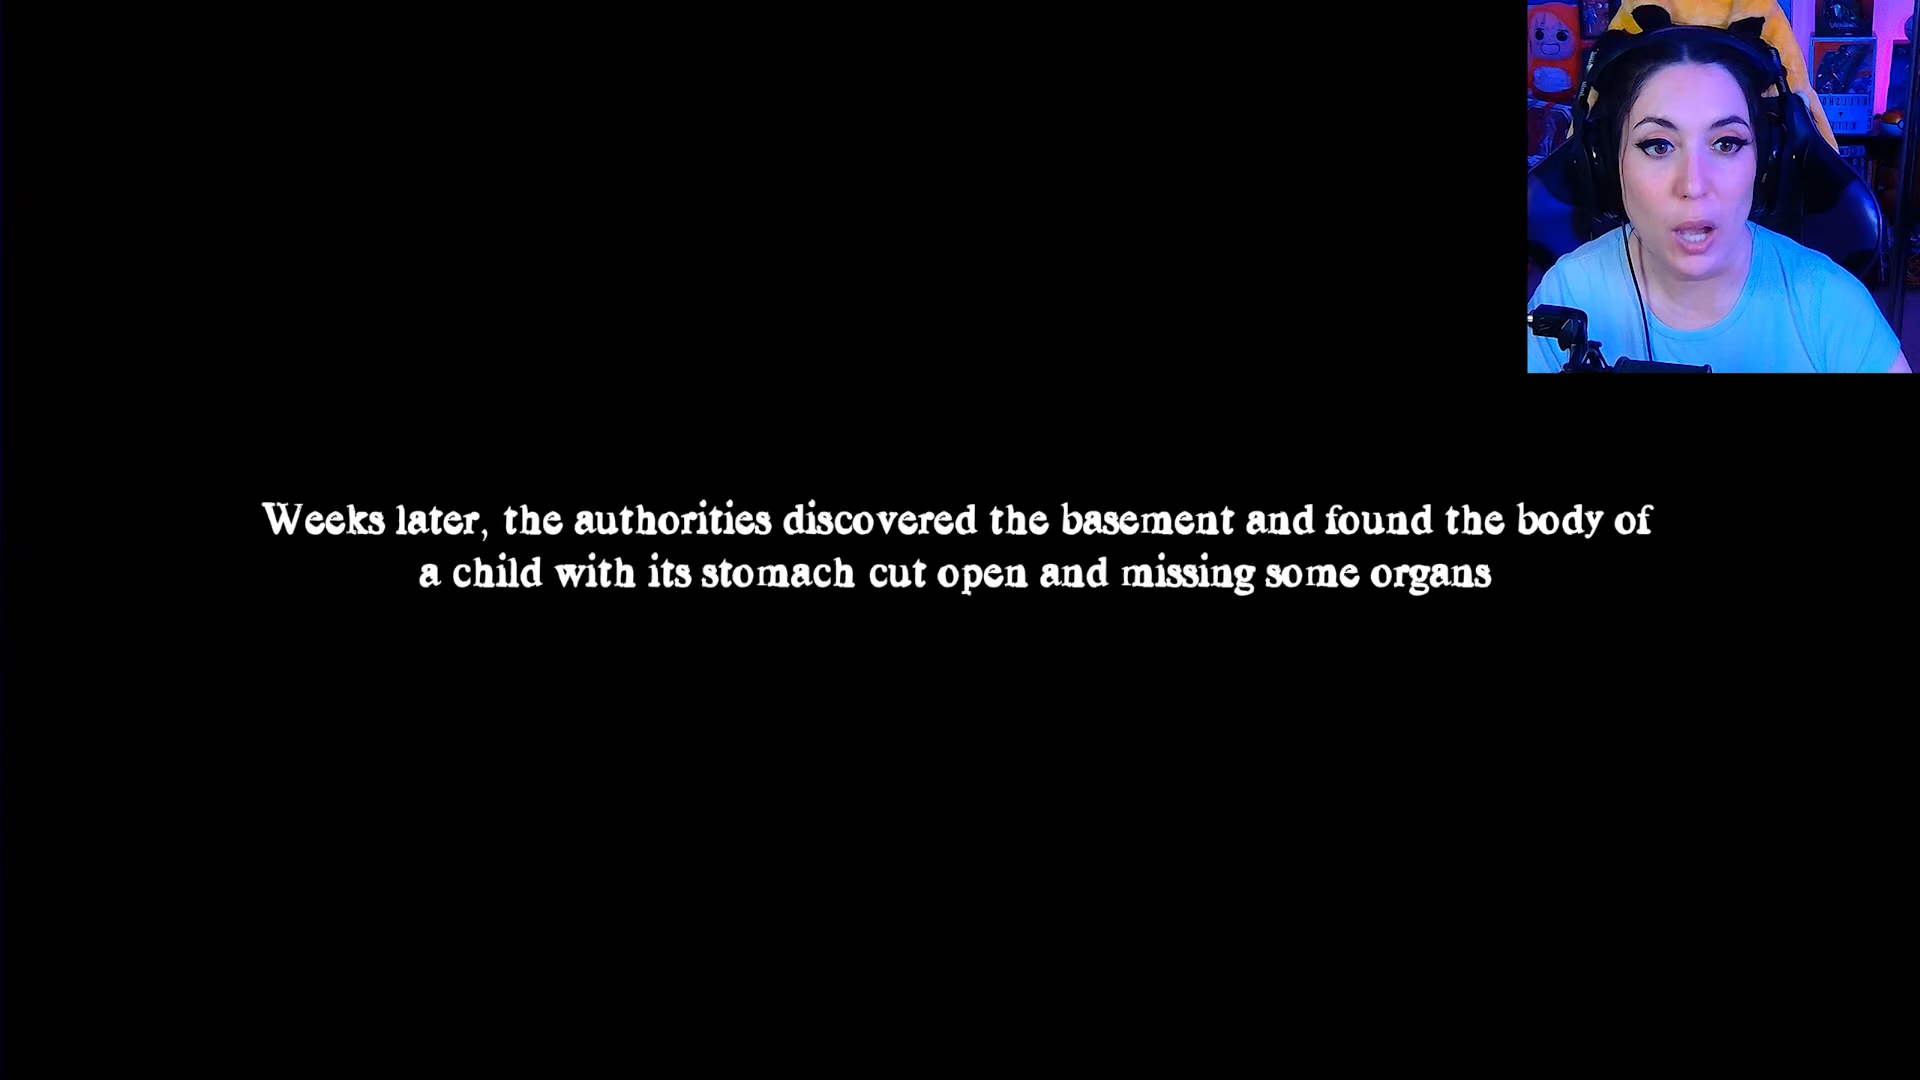 Weeks later, the authorities discovered the basement and found the body of
a child with its stomach cut open and missing some organs